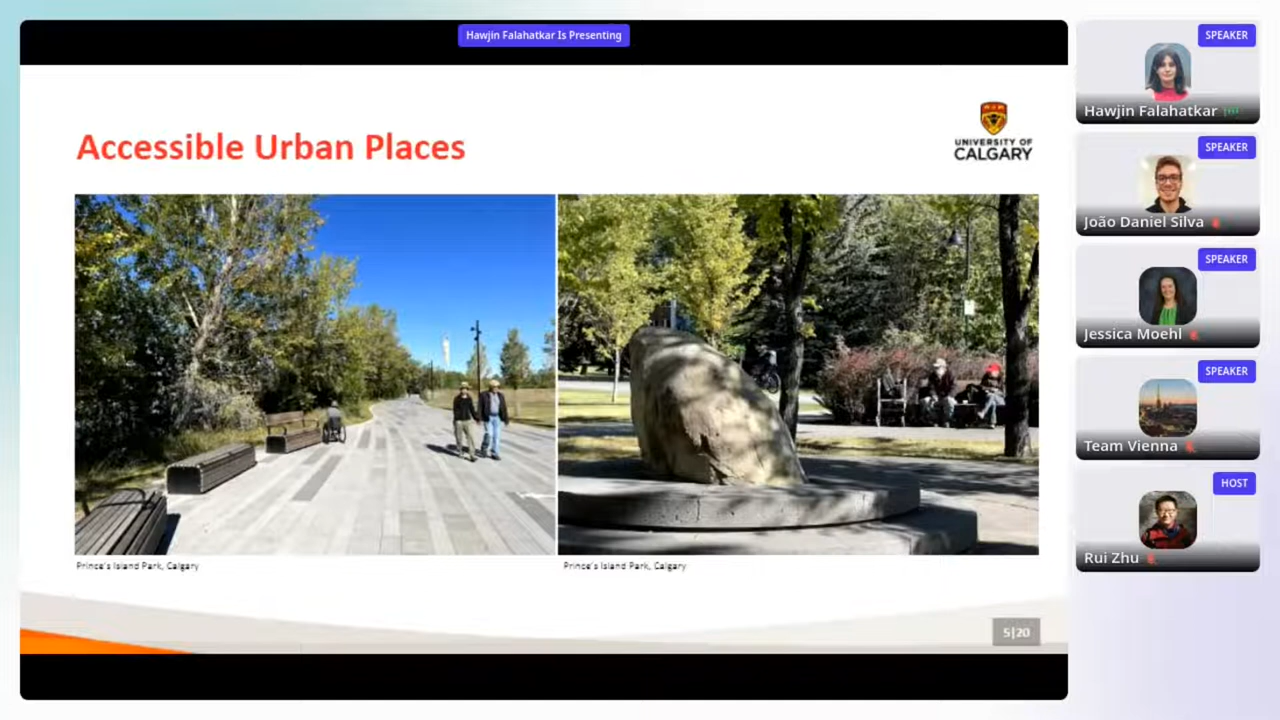 Hawjin Falahatkar Is Presenting
Accessible Urban Places
UNIVERSITY OF
CALGARY
Prince's Island Park, Calgary
Prince's Island Park, Calgary
5|20
SPEAKER
Hawjin Falahatkar
SPEAKER
João Daniel Silva
SPEAKER
Jessica Moehl
SPEAKER
Team Vienna
HOST
Rui Zhu